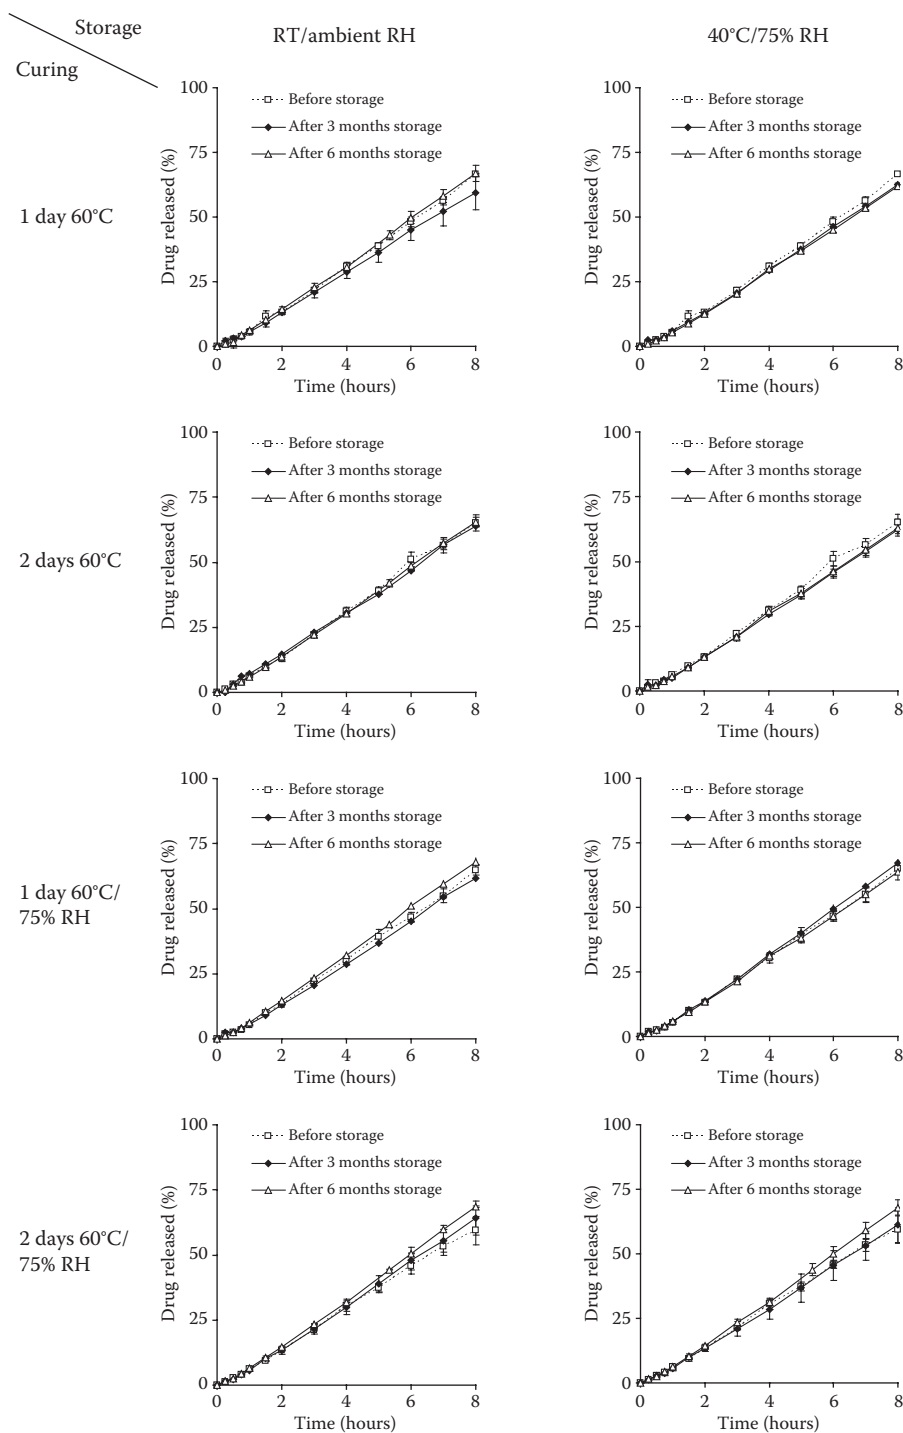 Storage
Curing
RT/ambient RH
40°C/75% RH
1 day 60°C
Drug released (%)
100
75
50
25
0
Before storage
After 3 months storage
After 6 months storage
0 2 4 6 8
Time (hours)
Drug released (%)
100
75
50
25
0
Before storage
After 3 months storage
After 6 months storage
0 2 4 6 8
Time (hours)
2 days 60°C
Drug released (%)
100
75
50
25
0
Before storage
After 3 months storage
After 6 months storage
0 2 4 6 8
Time (hours)
Drug released (%)
100
75
50
25
0
Before storage
After 3 months storage
After 6 months storage
0 2 4 6 8
Time (hours)
1 day 60°C/
75% RH
Drug released (%)
100
75
50
25
0
Before storage
After 3 months storage
After 6 months storage
0 2 4 6 8
Time (hours)
Drug released (%)
100
75
50
25
0
Before storage
After 3 months storage
After 6 months storage
0 2 4 6 8
Time (hours)
2 days 60°C/
75% RH
Drug released (%)
100
75
50
25
0
Before storage
After 3 months storage
After 6 months storage
0 2 4 6 8
Time (hours)
Drug released (%)
100
75
50
25
0
Before storage
After 3 months storage
After 6 months storage
0 2 4 6 8
Time (hours)